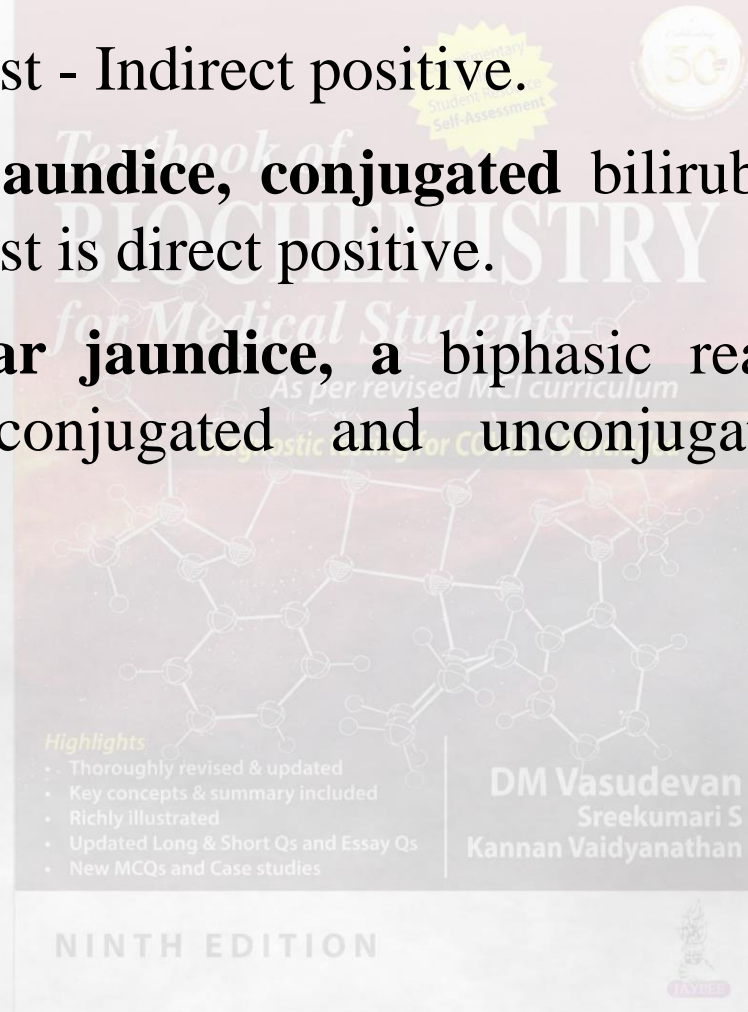 st - Indirect positive.
50
Student Resource
Self-Assessment
Textbook of
aundice, conjugated bilirub
BIOCHEMISTRY
st is direct positive.
for Medical Students
ar jaundice, a biphasic rea
As per revised MCI curriculum
conjugated and unconjugat
Highlights
• Thoroughly revised & updated
• Key concepts & summary included
• Richly illustrated
• Updated Long & Short Qs and Essay Qs
• New MCQs and Case studies
DM Vasudevan
Sreekumari S
Kannan Vaidyanathan
NINTH EDITION
JAYPEE